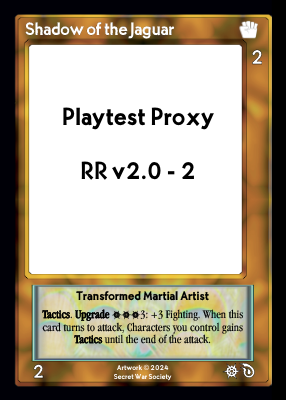 Shadow of the Jaguar
2
Playtest Proxy
RR v2.0 - 2
Transformed Martial Artist
Tactics. Upgrade 3: +3 Fighting. When this
card turns to attack, Characters you control gains
Tactics until the end of the attack.
2
Artwork © 2024
Secret War Society